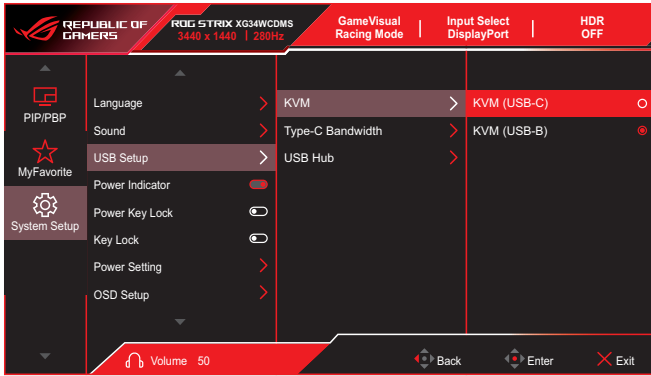 REPUBLIC OF
GAMERS
ROG STRIX XG34WCDMS
3440 x 1440 | 280Hz
GameVisual
Racing Mode
Input Select
DisplayPort
HDR
OFF
PIP/PBP
MyFavorite
System Setup
Language
Sound
USB Setup
Power Indicator
Power Key Lock
Key Lock
Power Setting
OSD Setup
KVM
Type-C Bandwidth
USB Hub
KVM (USB-C)
KVM (USB-B)
Volume 50
Back
Enter
Exit